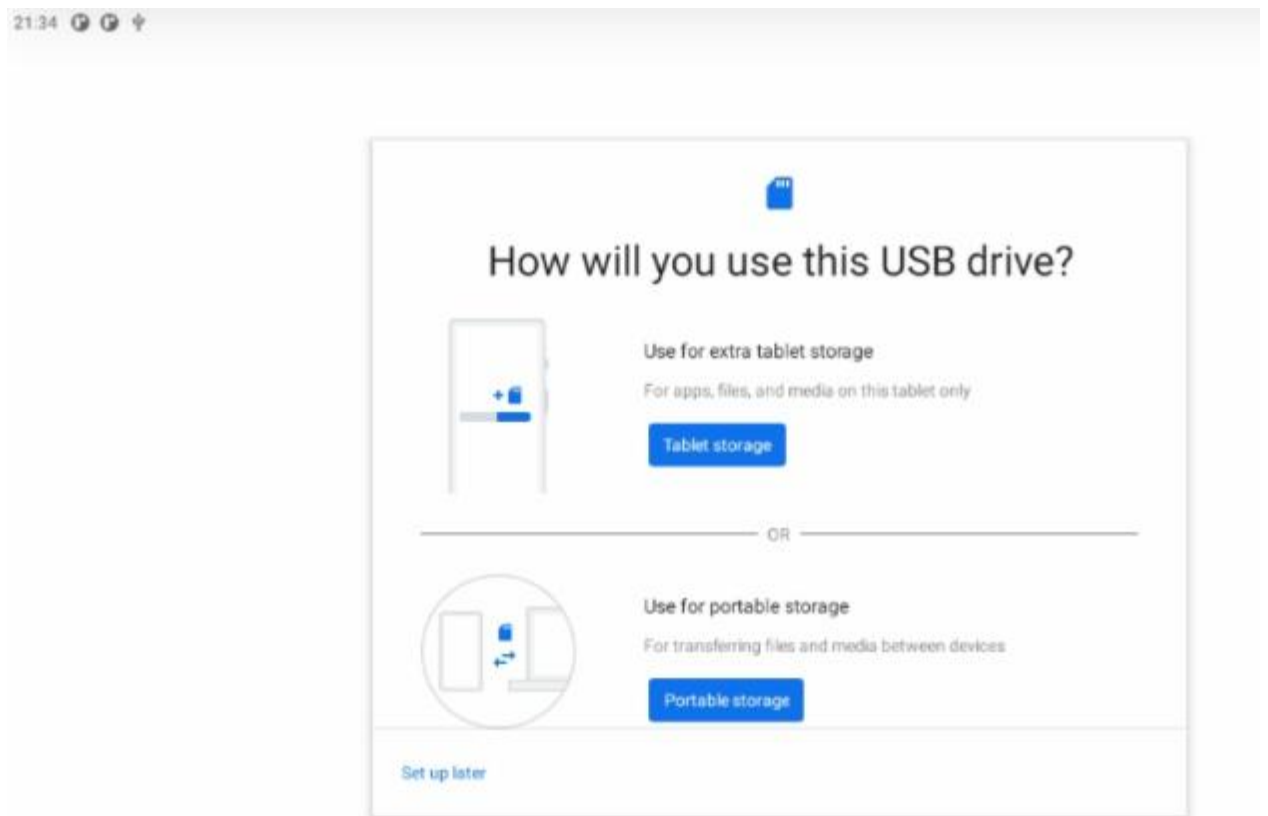 21:34
How will you use this USB drive?
Use for extra tablet storage
For apps, files, and media on this tablet only
Tablet storage
OR
Use for portable storage
For transferring files and media between devices
Portable storage
Set up later